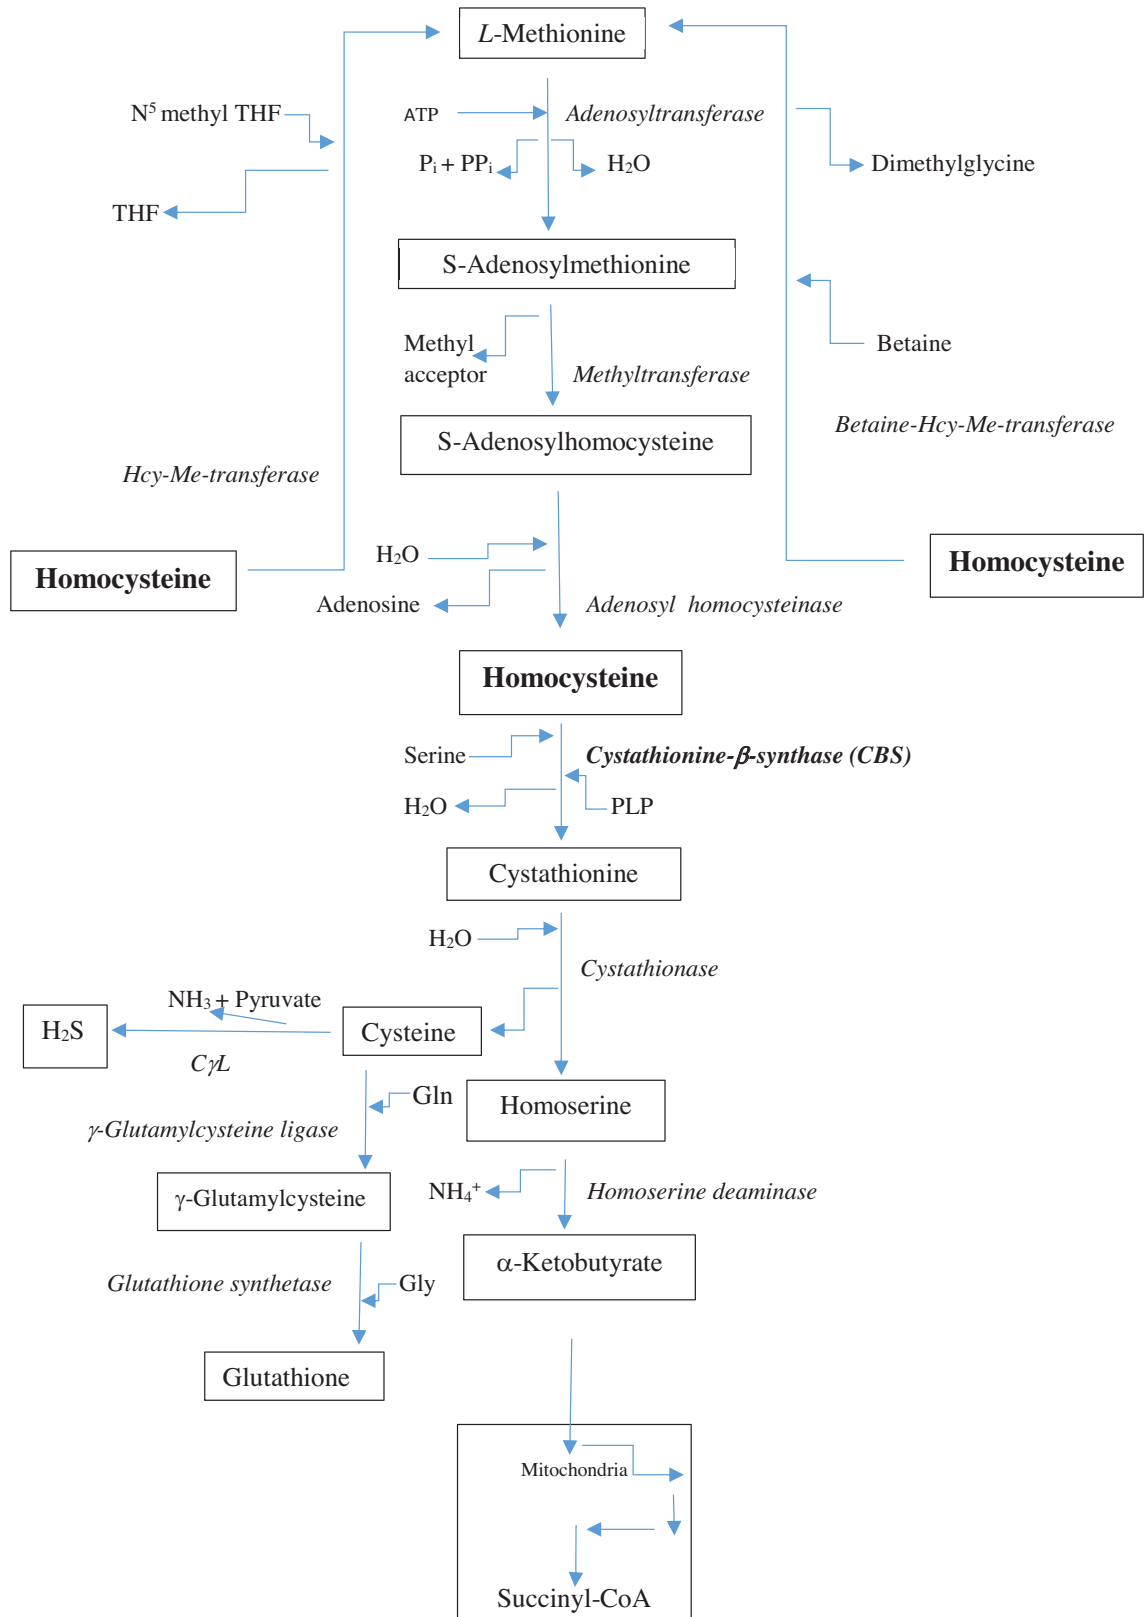 L-Methionine
N⁵ methyl THF
ATP
Adenosyltransferase
Pᵢ + PPᵢ
H₂O
Dimethylglycine
THF
S-Adenosylmethionine
Methyl
acceptor
Methyltransferase
Betaine
S-Adenosylhomocysteine
Betaine-Hcy-Me-transferase
Hcy-Me-transferase
H₂O
Homocysteine
Homocysteine
Adenosine
Adenosyl homocysteinase
Homocysteine
Serine
Cystathionine-β-synthase (CBS)
H₂O
PLP
Cystathionine
H₂O
Cystathionase
NH₃ + Pyruvate
H₂S
Cysteine
CγL
Gln
Homoserine
γ-Glutamylcysteine ligase
γ-Glutamylcysteine
NH₄⁺
Homoserine deaminase
α-Ketobutyrate
Glutathione synthetase
Gly
Glutathione
Mitochondria
Succinyl-CoA